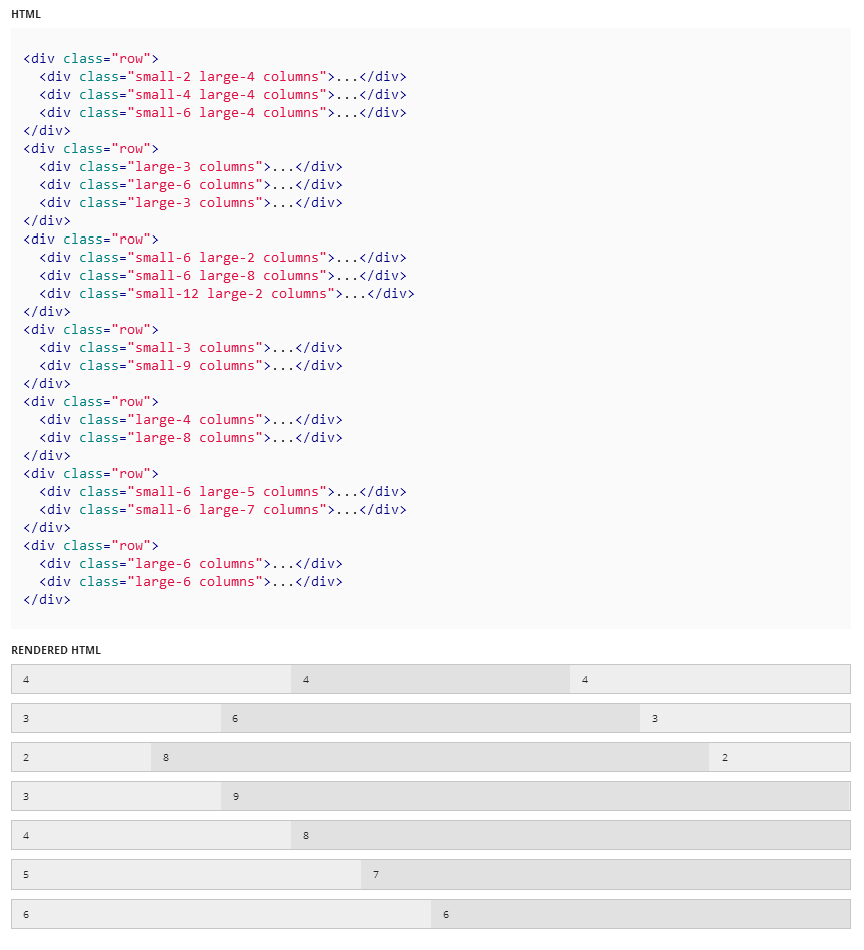 HTML
<div class="row">
  <div class="small-2 large-4 columns">...</div>
  <div class="small-4 large-4 columns">...</div>
  <div class="small-6 large-4 columns">...</div>
</div>
<div class="row">
  <div class="large-3 columns">...</div>
  <div class="large-6 columns">...</div>
  <div class="large-3 columns">...</div>
</div>
<div class="row">
  <div class="small-6 large-2 columns">...</div>
  <div class="small-6 large-8 columns">...</div>
  <div class="small-12 large-2 columns">...</div>
</div>
<div class="row">
  <div class="small-3 columns">...</div>
  <div class="small-9 columns">...</div>
</div>
<div class="row">
  <div class="large-4 columns">...</div>
  <div class="large-8 columns">...</div>
</div>
<div class="row">
  <div class="small-6 large-5 columns">...</div>
  <div class="small-6 large-7 columns">...</div>
</div>
<div class="row">
  <div class="large-6 columns">...</div>
  <div class="large-6 columns">...</div>
</div>
RENDERED HTML
4 4 4
3 6 3
2 8 2
3 9
4 8
5 7
6 6